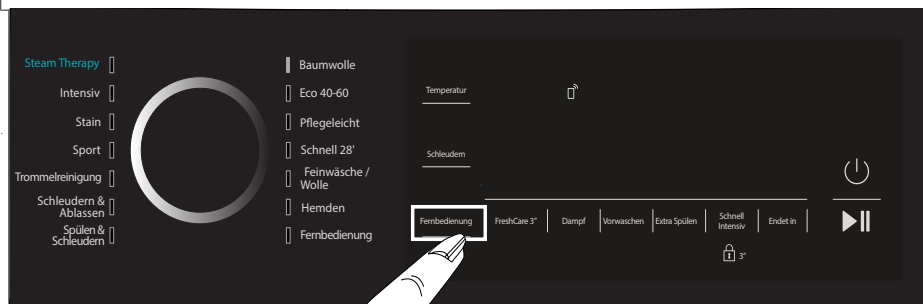 Steam Therapy
Intensiv
Stain
Sport
Trommelreinigung
Schleudern &
Ablassen
Spülen &
Schleudern
Baumwolle
Eco 40-60
Pflegeleicht
Schnell 28'
Feinwäsche /
Wolle
Hemden
Fernbedienung
Temperatur
Schleudern
Fernbedienung
FreshCare 3"
Dampf
Vorwaschen
Extra Spülen
Schnell
Intensiv
Endet in
3"